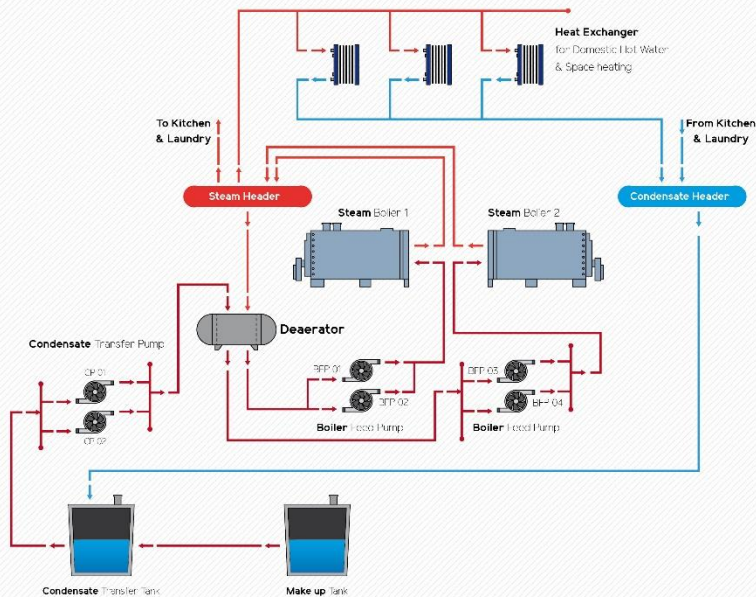 Heat Exchanger
for Domestic Hot Water
& Space heating
To Kitchen
& Laundry
From Kitchen
& Laundry
Steam Header
Condensate Header
Steam Boiler 1
Steam Boiler 2
Deaerator
Condensate Transfer Pump
CP 01
CP 02
BFP 01
BFP 02
BFP 03
BFP 04
Boiler Feed Pump
Boiler Feed Pump
Condensate Transfer Tank
Make up Tank